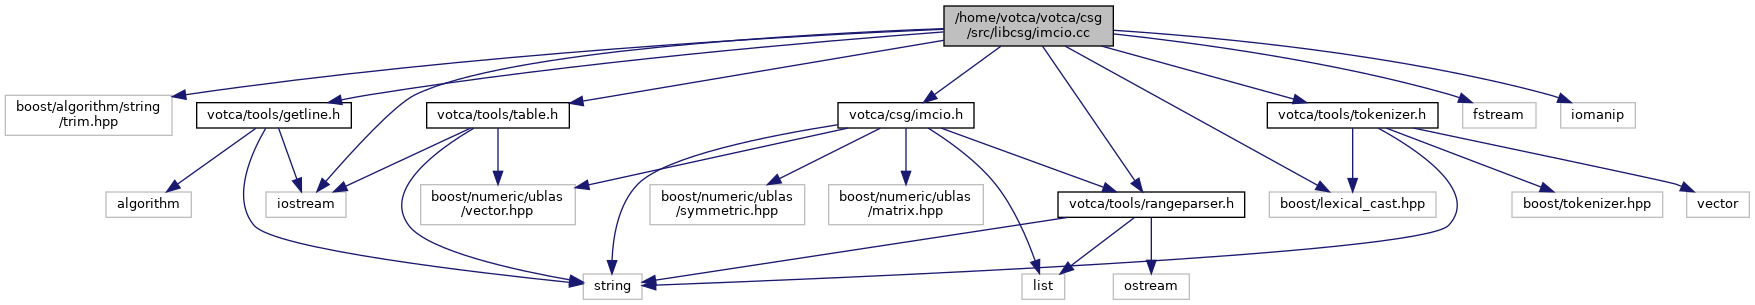 /home/votca/votca/csg
/src/libcsg/imcio.cc
boost/algorithm/string
/trim.hpp
votca/tools/getline.h
votca/tools/table.h
votca/csg/imcio.h
votca/tools/tokenizer.h
fstream
iomanip
algorithm
iostream
boost/numeric/ublas
/vector.hpp
boost/numeric/ublas
/symmetric.hpp
boost/numeric/ublas
/matrix.hpp
votca/tools/rangeparser.h
boost/lexical_cast.hpp
boost/tokenizer.hpp
vector
string
list
ostream